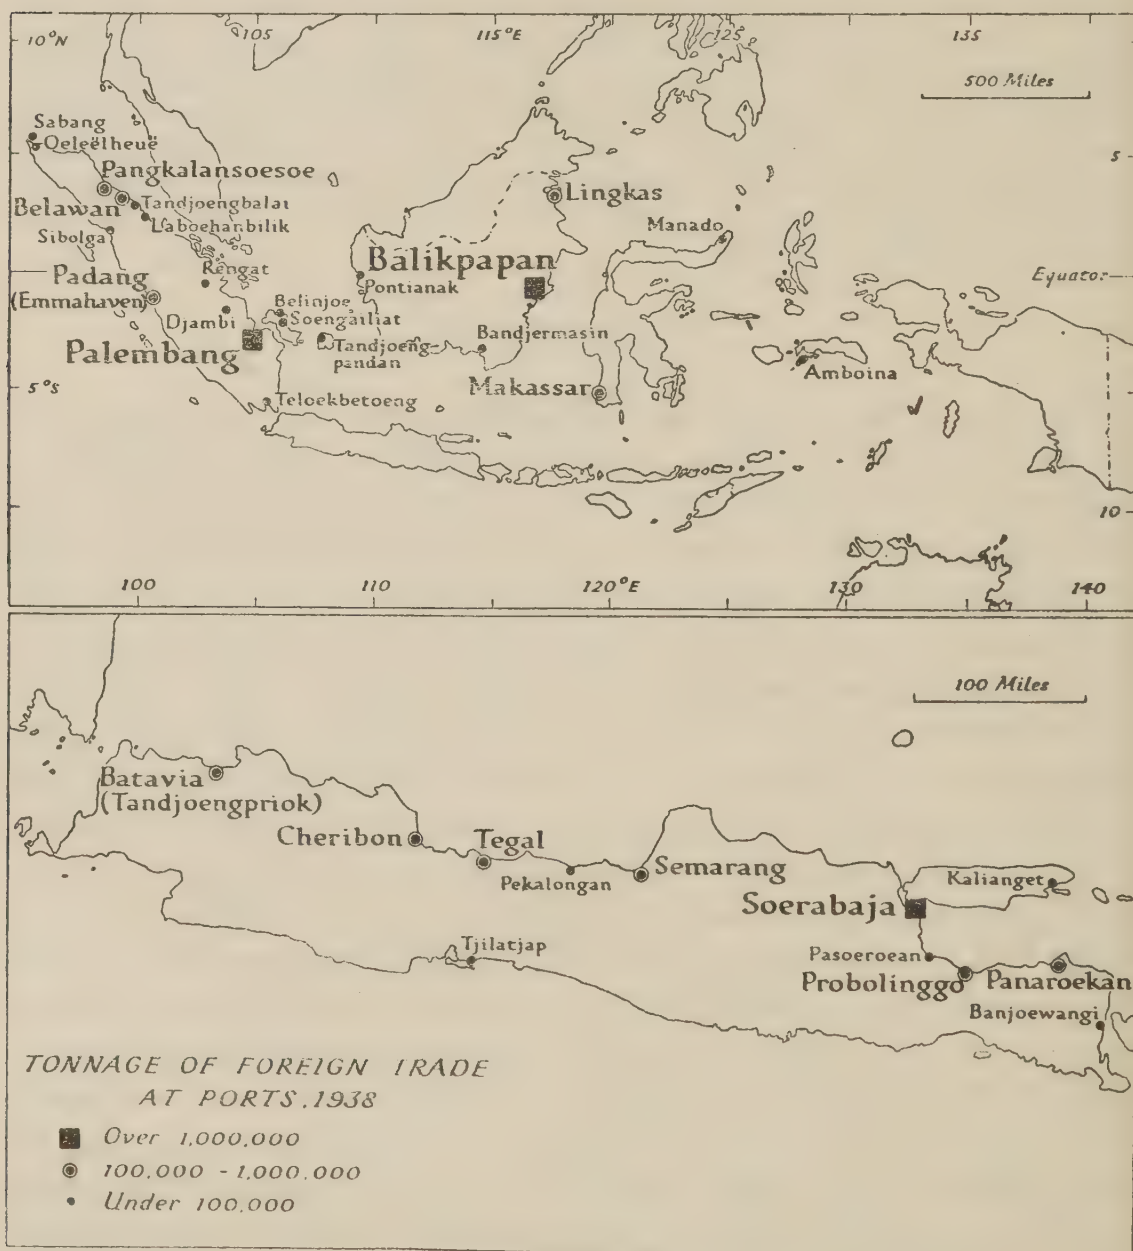 10°N
105
115°E
125
135
500 Miles
Sabang
Oeleëlheuë
5
Pangkalansoesoe
Lingkas
Belawan
Tandjoengbalai
Laboehanbilik
Manado
Sibolga
Balikpapan
Rengat
Equator
Padang
(Emmahaven)
Pontianak
Belinjoe
Djambi
Soengailiat
Bandjermasin
Palembang
Tandjoeng-
pandan
Amboina
5°S
Makassar
Teloekbetoeng
10
100
110
120°E
130
140
100 Miles
Batavia
(Tandjoengpriok)
Cheribon
Tegal
Semarang
Pekalongan
Kalianget
Soerabaja
Tjilatjap
Pasoeroean
Probolinggo
Panaroekan
Banjoewangi
TONNAGE OF FOREIGN TRADE
AT PORTS, 1938
Over 1,000,000
100,000 - 1,000,000
Under 100,000